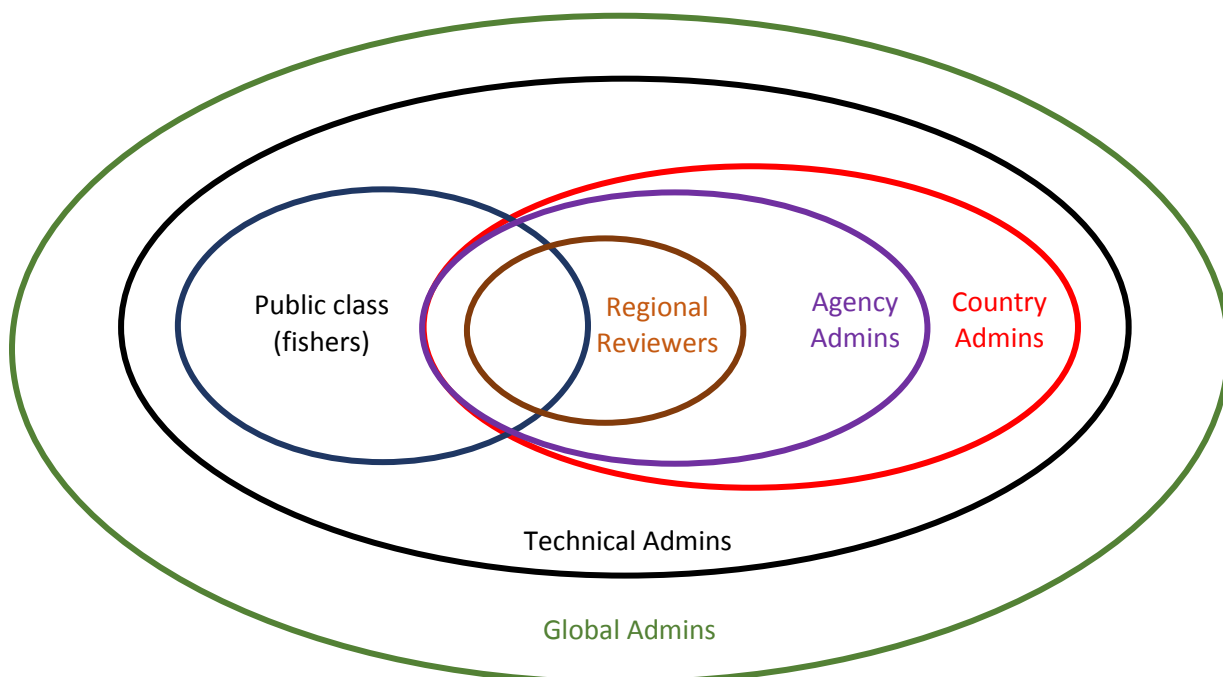 Public class
(fishers)
Regional
Reviewers
Agency
Admins
Country
Admins
Technical Admins
Global Admins